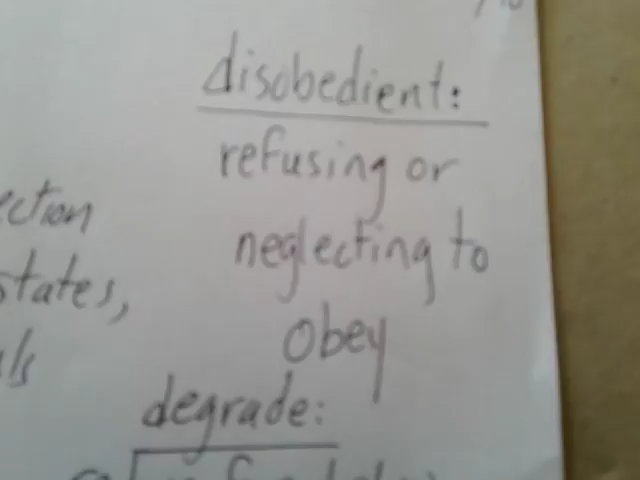 disobedient:
refusing or
neglecting to
obey
ection
states,
degrade: